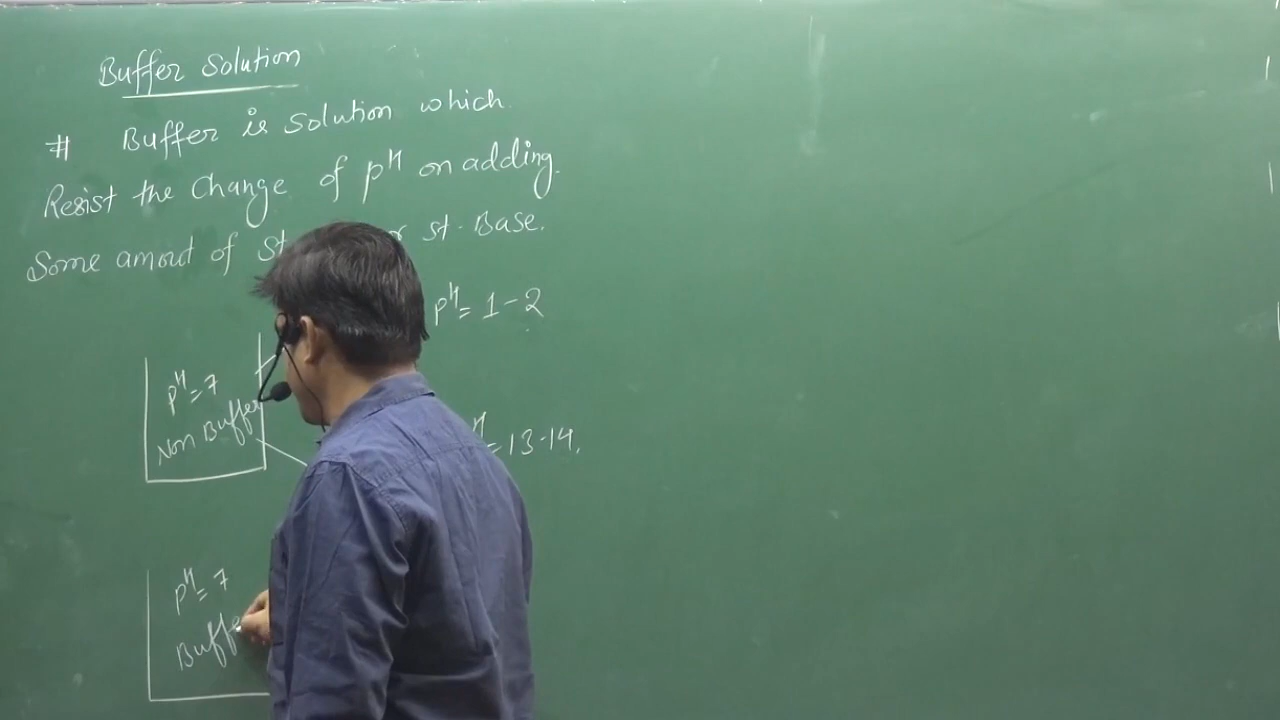 Buffer Solution
# Buffer is solution which
Resist the change of pH on adding.
Some amout of st st. Base.
pH = 1-2
pH = 7
Non Buffer
H = 13-14.
pH = 7
Buffe